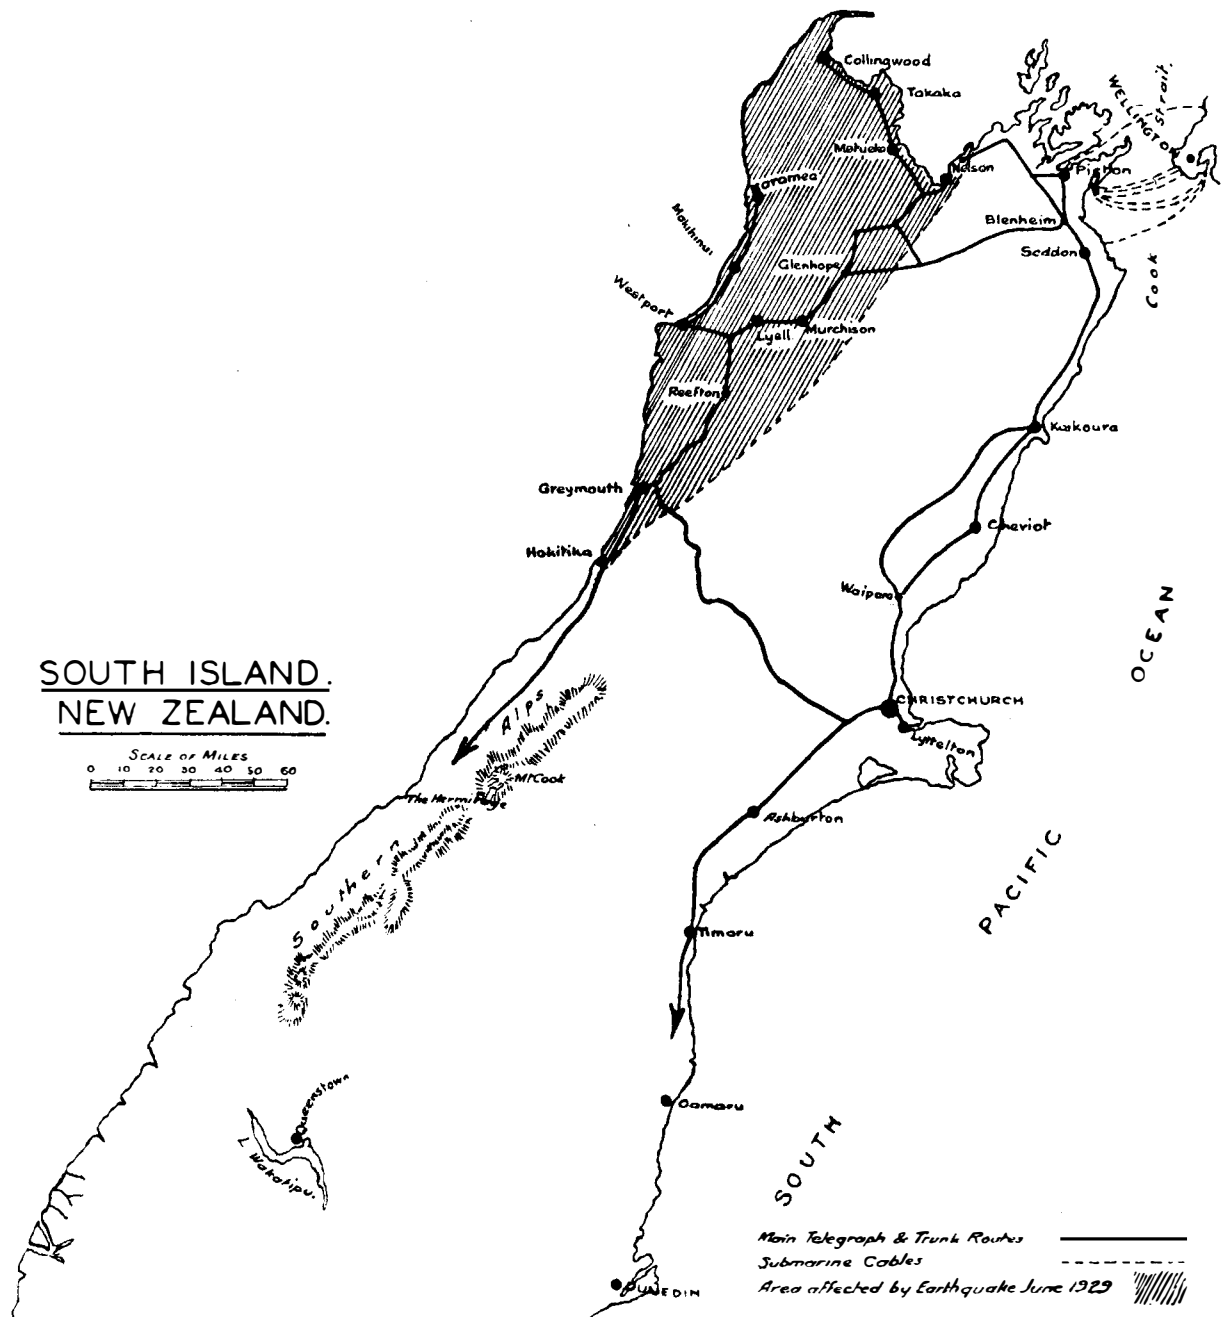 Collingwood
Takaka
Motueka
Nelson
Picton
WELLINGTON
Strait.
Karamea
Blenheim
Seddon
Cook
Mokihinui
Glenhope
Westport
Lyell
Murchison
Reefton
Kaikoura
Greymouth
Cheviot
Hokitika
Waipara
OCEAN
SOUTH ISLAND.
NEW ZEALAND.
SCALE OF MILES
0 10 20 30 40 50 60
Alps
CHRISTCHURCH
Lyttelton
Mt Cook
The Hermitage
Ashburton
Southern
PACIFIC
Timaru
Queenstown
Oamaru
L. Wakatipu.
SOUTH
Main Telegraph & Trunk Routes
Submarine Cables
Area affected by Earthquake June 1929
DUNEDIN